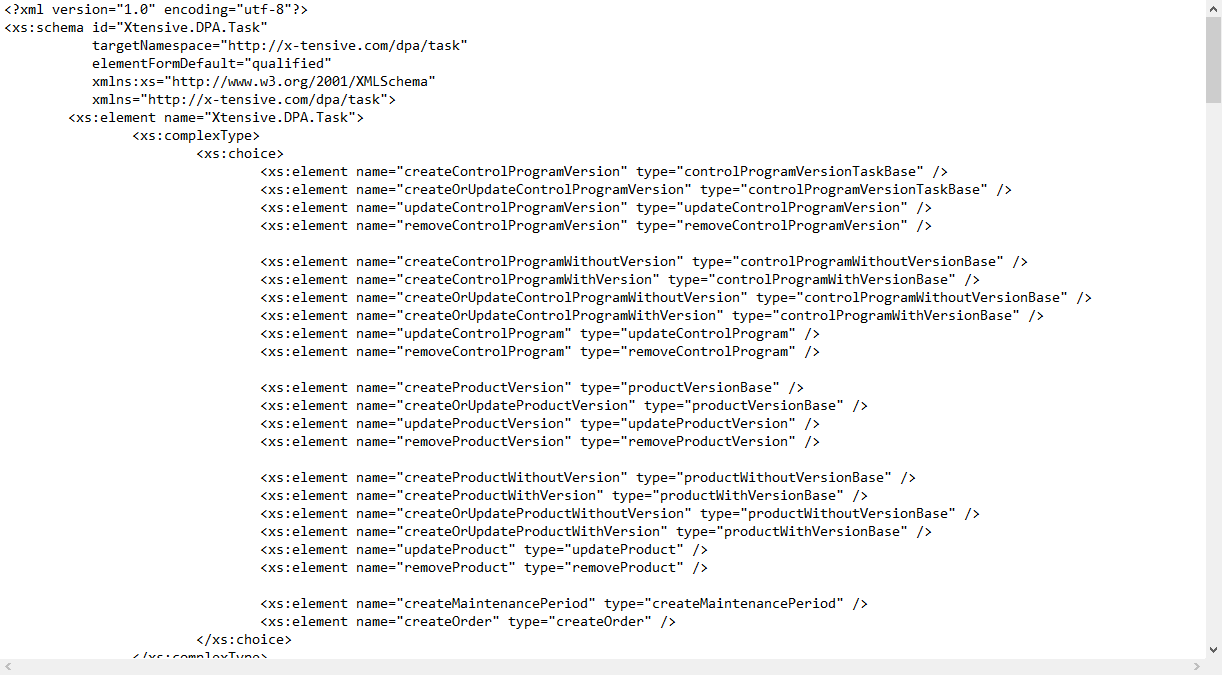 <?xml version="1.0" encoding="utf-8"?>
<xs:schema id="Xtensive.DPA.Task"
targetNamespace="http://x-tensive.com/dpa/task"
elementFormDefault="qualified"
xmlns:xs="http://www.w3.org/2001/XMLSchema"
xmlns="http://x-tensive.com/dpa/task">
<xs:element name="Xtensive.DPA.Task">
<xs:complexType>
<xs:choice>
<xs:element name="createControlProgramVersion" type="controlProgramVersionTaskBase" />
<xs:element name="createOrUpdateControlProgramVersion" type="controlProgramVersionTaskBase" />
<xs:element name="updateControlProgramVersion" type="updateControlProgramVersion" />
<xs:element name="removeControlProgramVersion" type="removeControlProgramVersion" />
<xs:element name="createControlProgramWithoutVersion" type="controlProgramWithoutVersionBase" />
<xs:element name="createControlProgramWithVersion" type="controlProgramWithVersionBase" />
<xs:element name="createOrUpdateControlProgramWithoutVersion" type="controlProgramWithoutVersionBase" />
<xs:element name="createOrUpdateControlProgramWithVersion" type="controlProgramWithVersionBase" />
<xs:element name="updateControlProgram" type="updateControlProgram" />
<xs:element name="removeControlProgram" type="removeControlProgram" />
<xs:element name="createProductVersion" type="productVersionBase" />
<xs:element name="createOrUpdateProductVersion" type="productVersionBase" />
<xs:element name="updateProductVersion" type="updateProductVersion" />
<xs:element name="removeProductVersion" type="removeProductVersion" />
<xs:element name="createProductWithoutVersion" type="productWithoutVersionBase" />
<xs:element name="createProductWithVersion" type="productWithVersionBase" />
<xs:element name="createOrUpdateProductWithoutVersion" type="productWithoutVersionBase" />
<xs:element name="createOrUpdateProductWithVersion" type="productWithVersionBase" />
<xs:element name="updateProduct" type="updateProduct" />
<xs:element name="removeProduct" type="removeProduct" />
<xs:element name="createMaintenancePeriod" type="createMaintenancePeriod" />
<xs:element name="createOrder" type="createOrder" />
</xs:choice>
</xs:complexType>